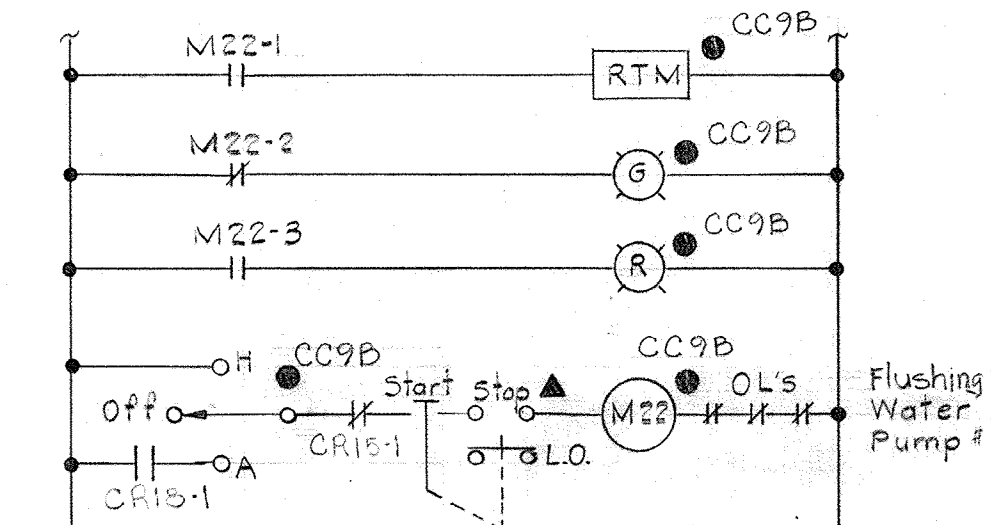 CC9B
M22-1
RTM
CC9B
M22-2
G
CC9B
M22-3
R
CC9B
H
CC9B
Start
Stop
OL's
Flushing
Off
M22
Water
CR15-1
Pump #
L.O.
A
CR18-1